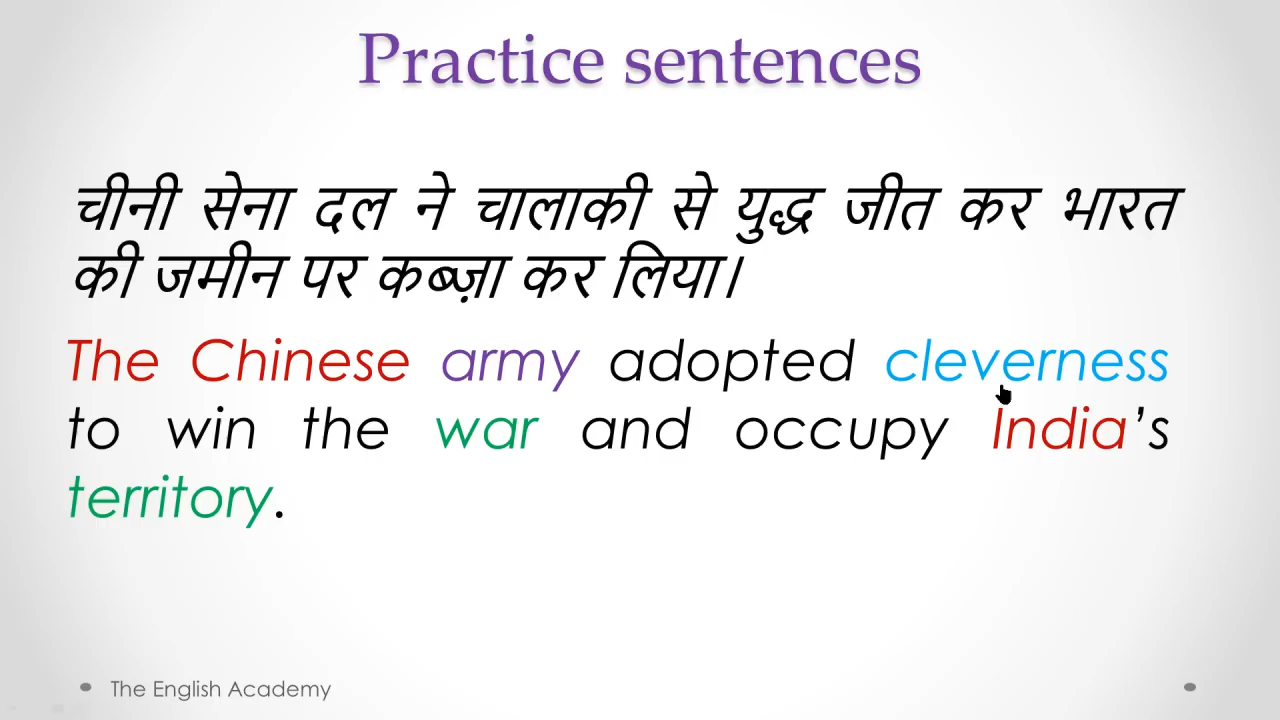 Practice sentences
चीनी सेना दल ने चालाकी से युद्ध जीत कर भारत
की जमीन पर कब्ज़ा कर लिया।
The Chinese army adopted cleverness
to win the war and occupy India’s
territory.
The English Academy